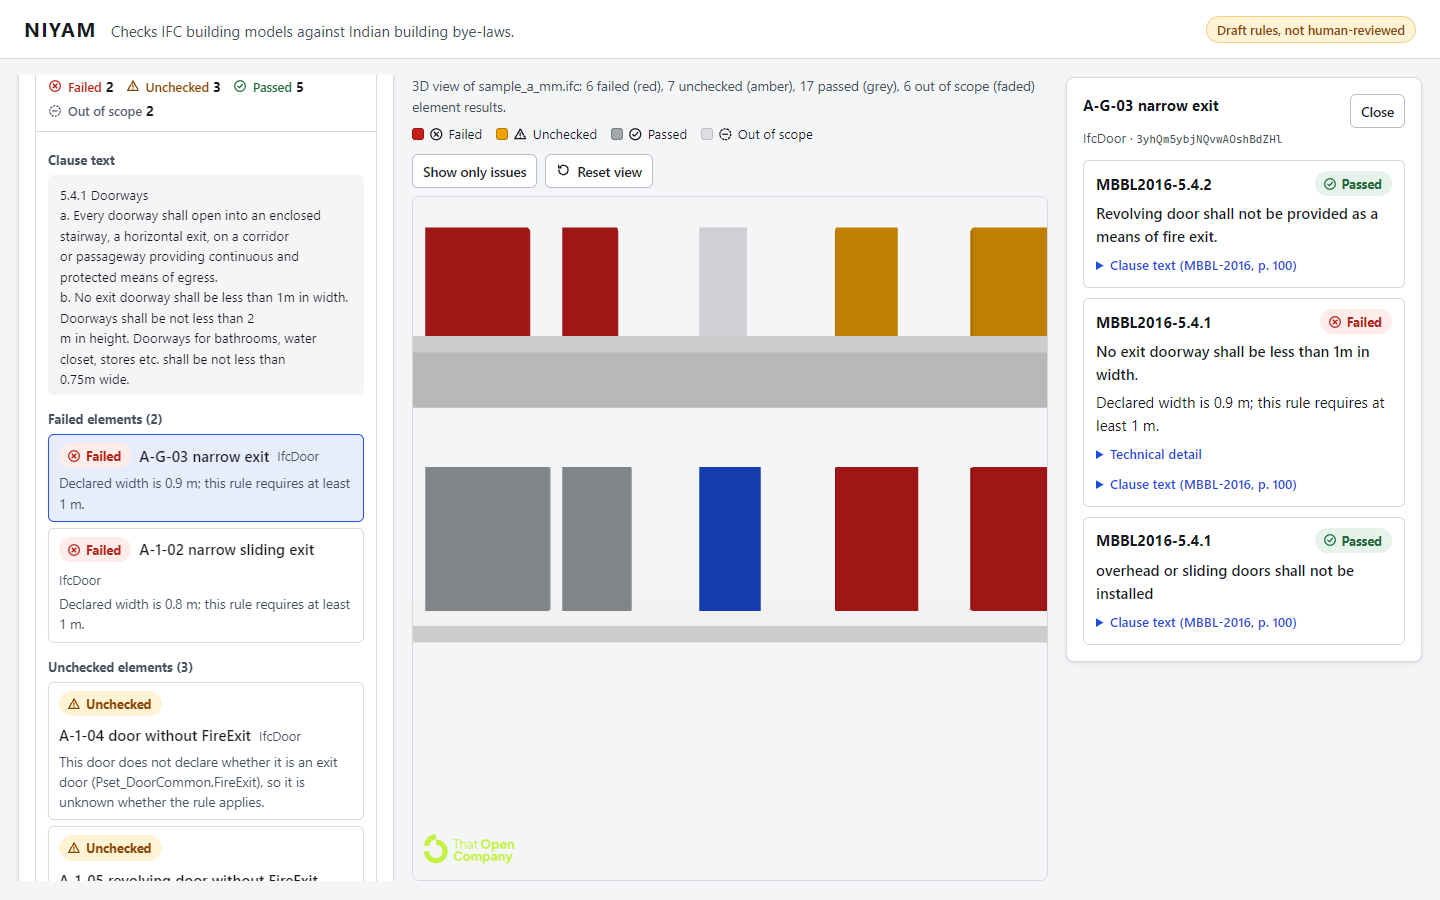 NIYAM
Checks IFC building models against Indian building bye-laws.
Draft rules, not human-reviewed
Failed 2
Unchecked 3
Passed 5
Out of scope 2
Clause text
5.4.1 Doorways
a. Every doorway shall open into an enclosed
stairway, a horizontal exit, on a corridor
or passageway providing continuous and
protected means of egress.
b. No exit doorway shall be less than 1m in width.
Doorways shall be not less than 2
m in height. Doorways for bathrooms, water
closet, stores etc. shall be not less than
0.75m wide.
Failed elements (2)
Failed
A-G-03 narrow exit IfcDoor
Declared width is 0.9 m; this rule requires at least
1 m.
Failed
A-1-02 narrow sliding exit
IfcDoor
Declared width is 0.8 m; this rule requires at least
1 m.
Unchecked elements (3)
Unchecked
A-1-04 door without FireExit IfcDoor
This door does not declare whether it is an exit
door (Pset_DoorCommon.FireExit), so it is
unknown whether the rule applies.
Unchecked
A-1-05 revolving door without FireExit
3D view of sample_a_mm.ifc: 6 failed (red), 7 unchecked (amber), 17 passed (grey), 6 out of scope (faded)
element results.
Failed
Unchecked
Passed
Out of scope
Show only issues
Reset view
That Open
Company
A-G-03 narrow exit
Close
IfcDoor · 3yhQm5ybjNQvwAOshBdZHl
MBBL2016-5.4.2
Passed
Revolving door shall not be provided as a
means of fire exit.
Clause text (MBBL-2016, p. 100)
MBBL2016-5.4.1
Failed
No exit doorway shall be less than 1m in
width.
Declared width is 0.9 m; this rule requires at
least 1 m.
Technical detail
Clause text (MBBL-2016, p. 100)
MBBL2016-5.4.1
Passed
overhead or sliding doors shall not be
installed
Clause text (MBBL-2016, p. 100)